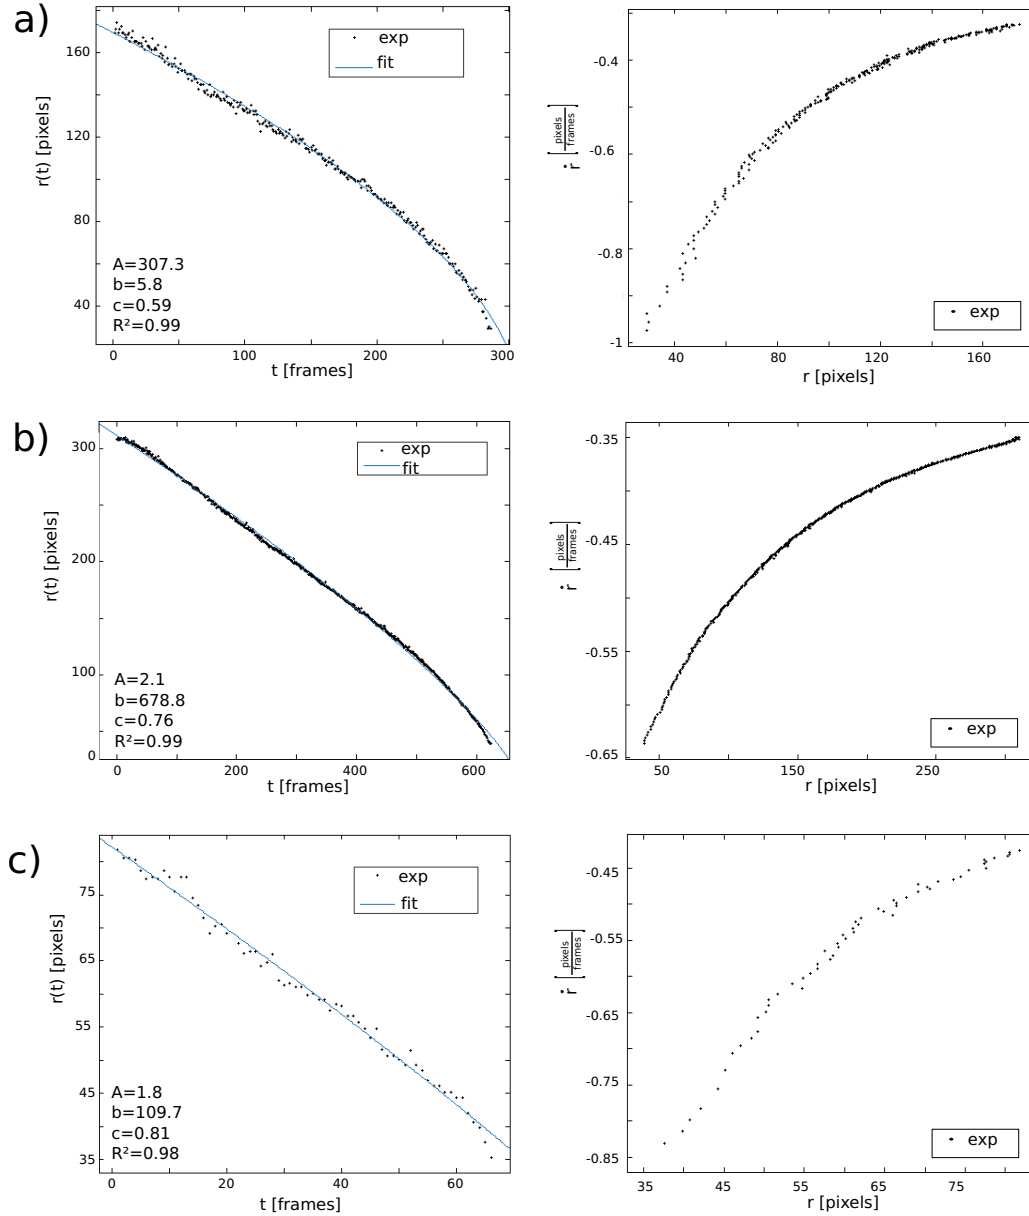 a)
r(t) [pixels]
160
120
80
40
0
100
200
300
t [frames]
exp
fit
A=307.3
b=5.8
c=0.59
R²=0.99
ṙ [pixels/frames]
-0.4
-0.6
-0.8
-1
40
80
120
160
r [pixels]
exp
b)
r(t) [pixels]
300
200
100
0
0
200
400
600
t [frames]
exp
fit
A=2.1
b=678.8
c=0.76
R²=0.99
ṙ [pixels/frames]
-0.35
-0.45
-0.55
-0.65
50
150
250
r [pixels]
exp
c)
r(t) [pixels]
75
65
55
45
35
0
20
40
60
t [frames]
exp
fit
A=1.8
b=109.7
c=0.81
R²=0.98
ṙ [pixels/frames]
-0.45
-0.55
-0.65
-0.75
-0.85
35
45
55
65
75
r [pixels]
exp